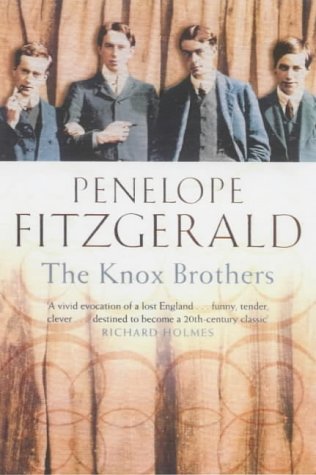 PENELOPE
FITZGERALD
The Knox Brothers
'A vivid evocation of a lost England . . . funny, tender,
clever . . . destined to become a 20th-century classic'
RICHARD HOLMES